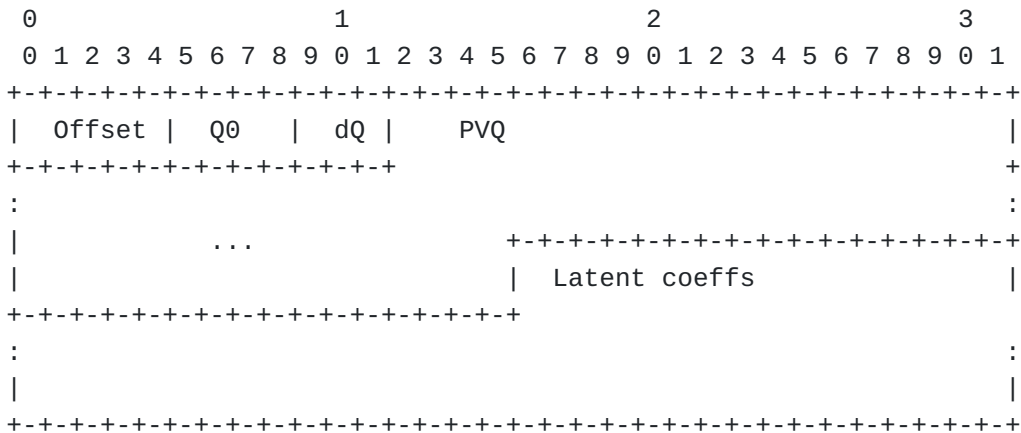 0                   1                   2                   3
 0 1 2 3 4 5 6 7 8 9 0 1 2 3 4 5 6 7 8 9 0 1 2 3 4 5 6 7 8 9 0 1
+-+-+-+-+-+-+-+-+-+-+-+-+-+-+-+-+-+-+-+-+-+-+-+-+-+-+-+-+-+-+-+-+
|  Offset |  Q0   |  dQ |    PVQ                                |
+-+-+-+-+-+-+-+-+-+-+-+-+                                       +
:                                                               :
|            ...                +-+-+-+-+-+-+-+-+-+-+-+-+-+-+-+-+
|                               |  Latent coeffs                |
+-+-+-+-+-+-+-+-+-+-+-+-+-+-+-+-+
:                                                               :
|                                                               |
+-+-+-+-+-+-+-+-+-+-+-+-+-+-+-+-+-+-+-+-+-+-+-+-+-+-+-+-+-+-+-+-+